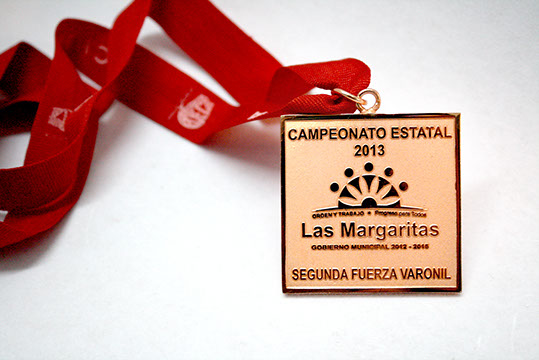 CAMPEONATO ESTATAL
2013
ORDEN Y TRABAJO ● Progreso para Todos
Las Margaritas
GOBIERNO MUNICIPAL 2012 - 2015
SEGUNDA FUERZA VARONIL